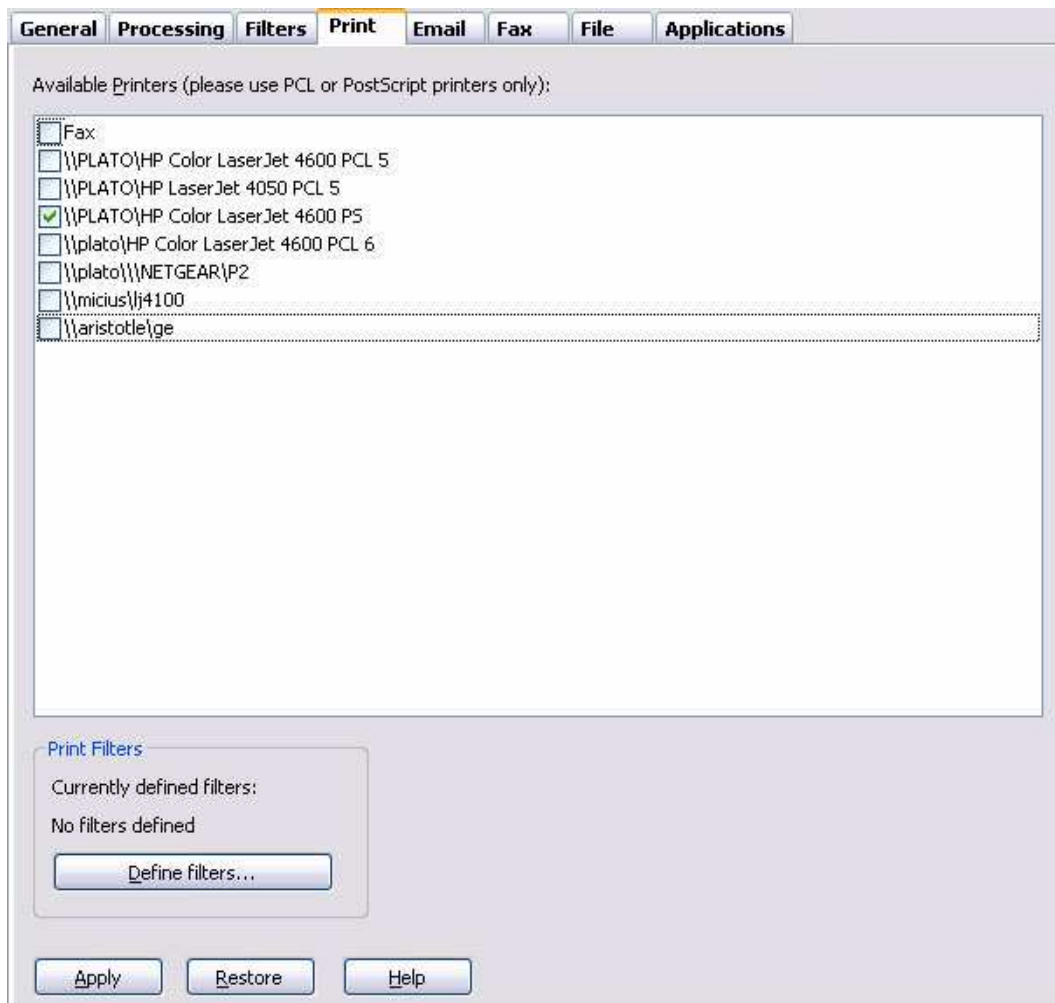 General Processing Filters Print Email Fax File Applications
Available Printers (please use PCL or PostScript printers only):
Fax
\\PLATO\HP Color LaserJet 4600 PCL 5
\\PLATO\HP LaserJet 4050 PCL 5
\\PLATO\HP Color LaserJet 4600 PS
\\plato\HP Color LaserJet 4600 PCL 6
\\plato\\\NETGEAR\P2
\\micius\lj4100
\\aristotle\ge
Print Filters
Currently defined filters:
No filters defined
Define filters...
Apply Restore Help